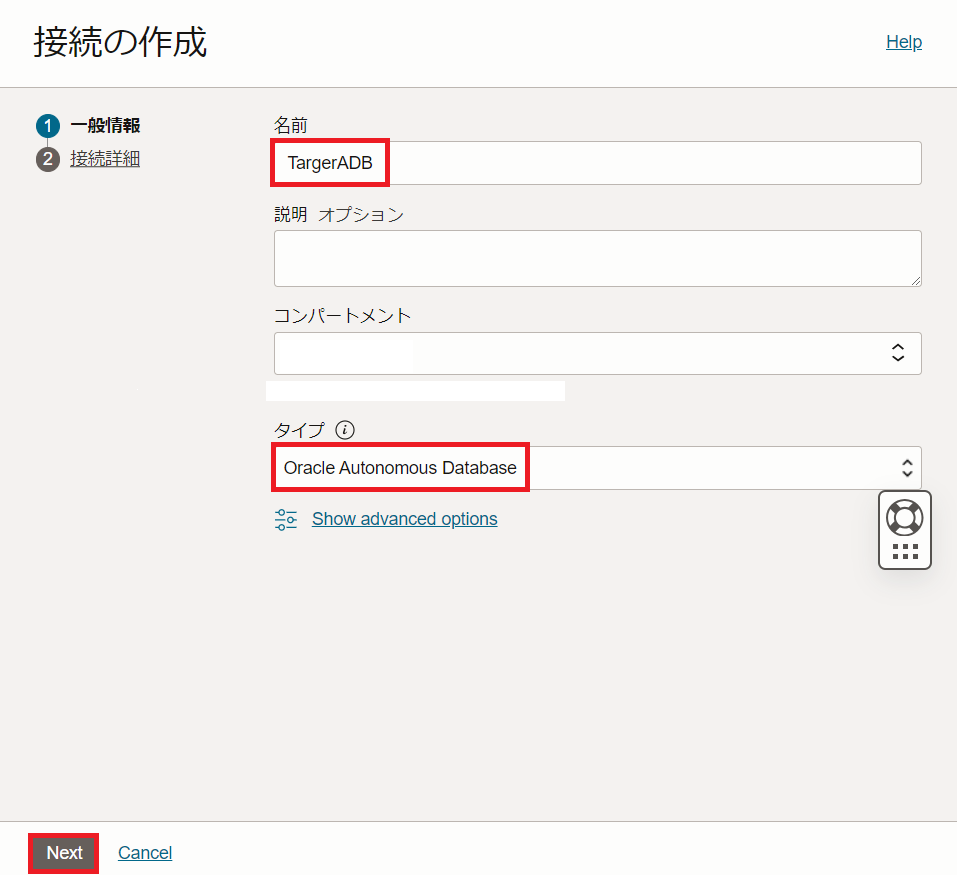 接続の作成
Help
1 一般情報
2 接続詳細
名前
TargerADB
説明 オプション
コンパートメント
タイプ i
Oracle Autonomous Database
Show advanced options
Next Cancel